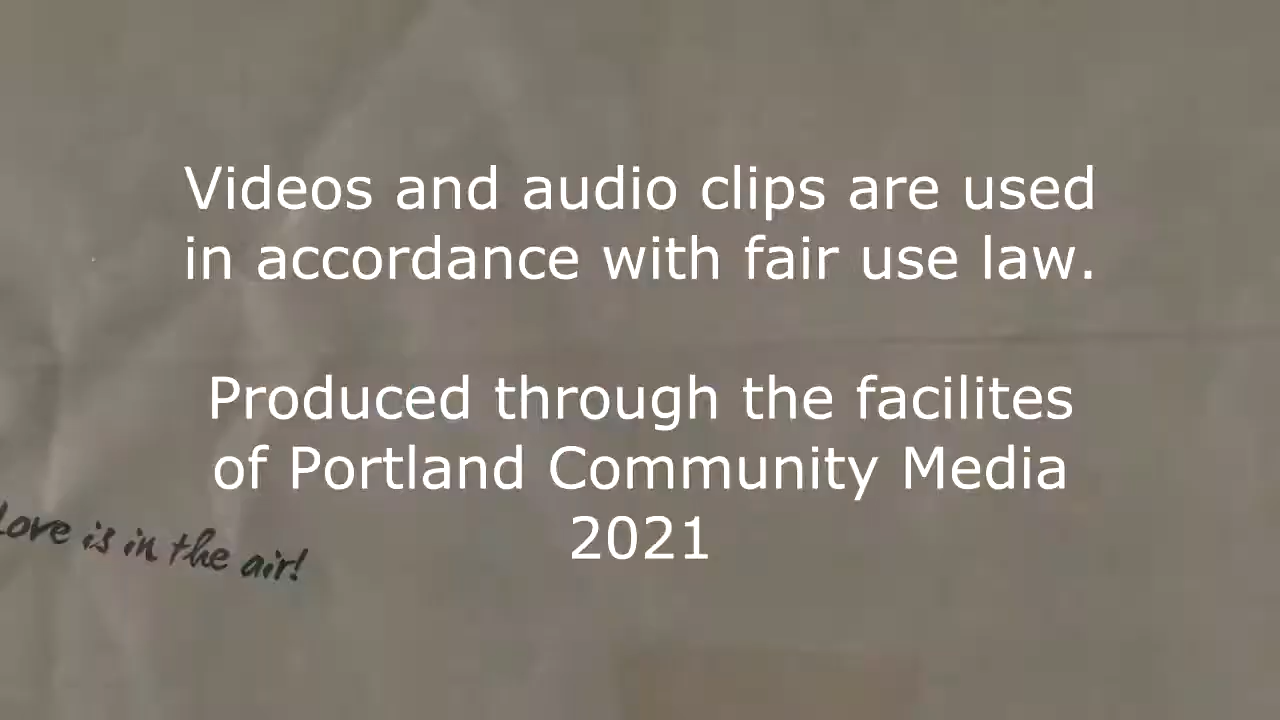 Videos and audio clips are used
in accordance with fair use law.
Produced through the facilites
of Portland Community Media
2021
Love is in the air!